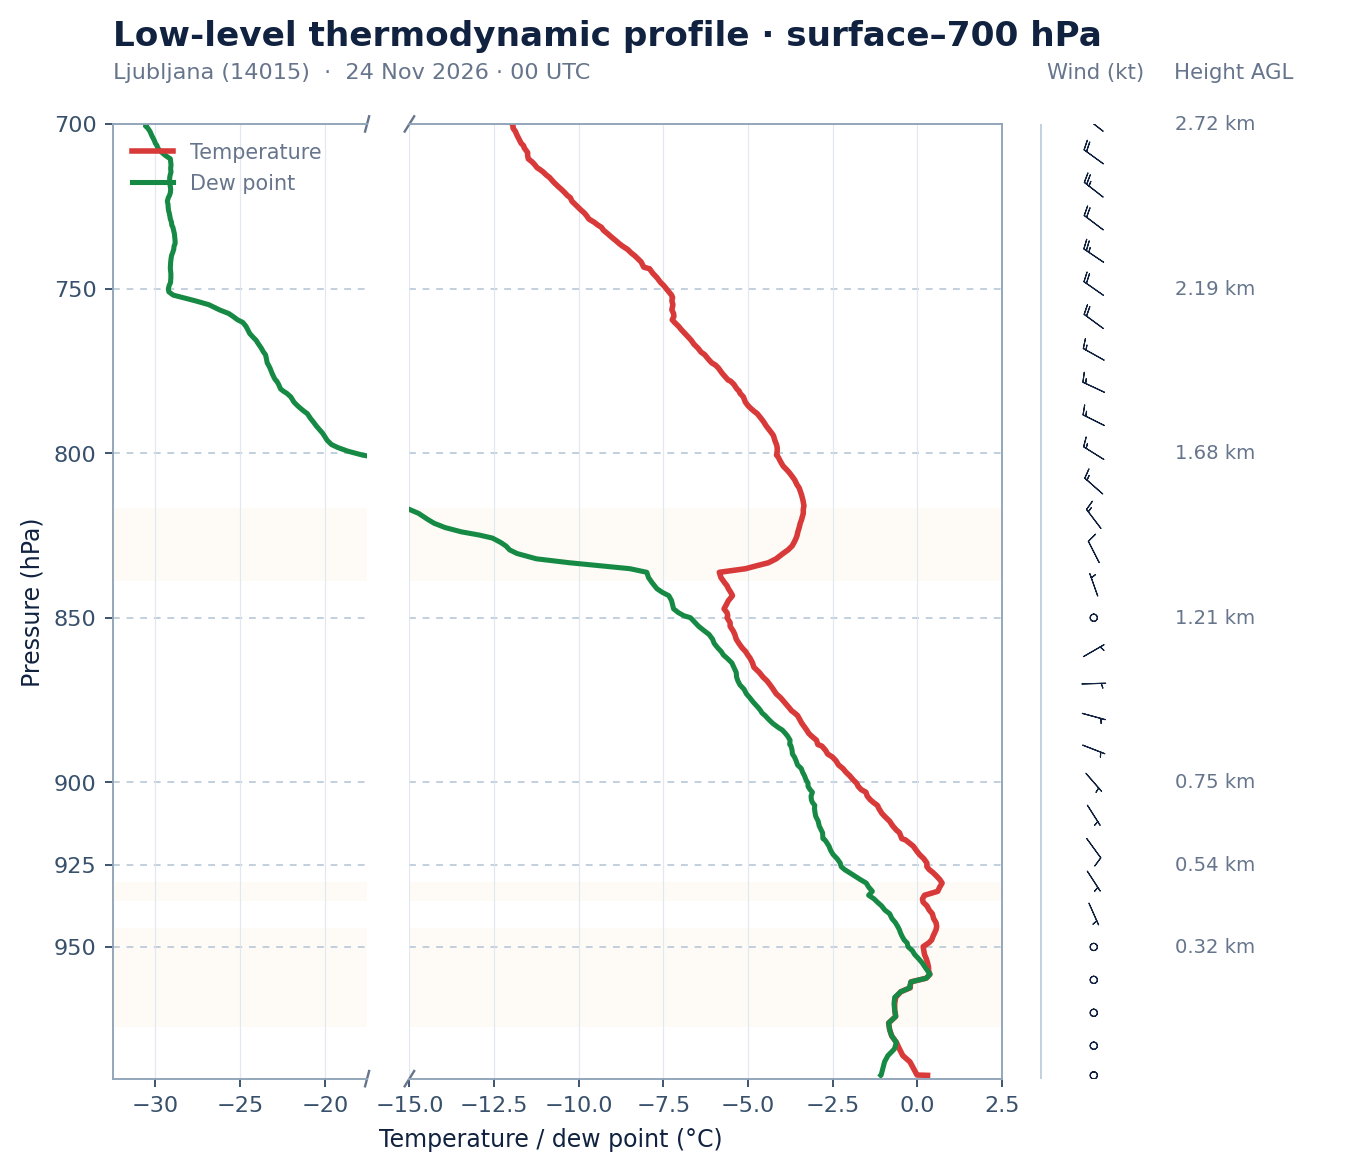 Low-level thermodynamic profile · surface–700 hPa
Ljubljana (14015) · 24 Nov 2026 · 00 UTC
Wind (kt)
Height AGL
Temperature
Dew point
700
750
800
850
900
925
950
Pressure (hPa)
2.72 km
2.19 km
1.68 km
1.21 km
0.75 km
0.54 km
0.32 km
−30
−25
−20
−15.0
−12.5
−10.0
−7.5
−5.0
−2.5
0.0
2.5
Temperature / dew point (°C)